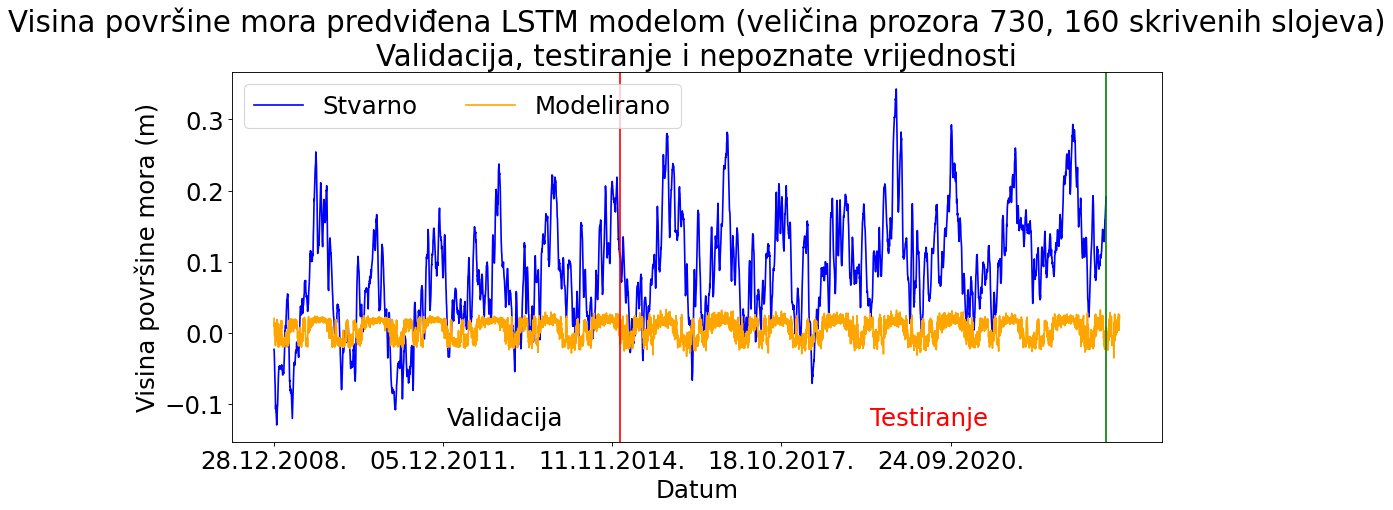 Visina površine mora predviđena LSTM modelom (veličina prozora 730, 160 skrivenih slojeva)
Validacija, testiranje i nepoznate vrijednosti
Stvarno
Modelirano
Visina površine mora (m)
0.3
0.2
0.1
0.0
−0.1
Validacija
Testiranje
28.12.2008.
05.12.2011.
11.11.2014.
18.10.2017.
24.09.2020.
Datum